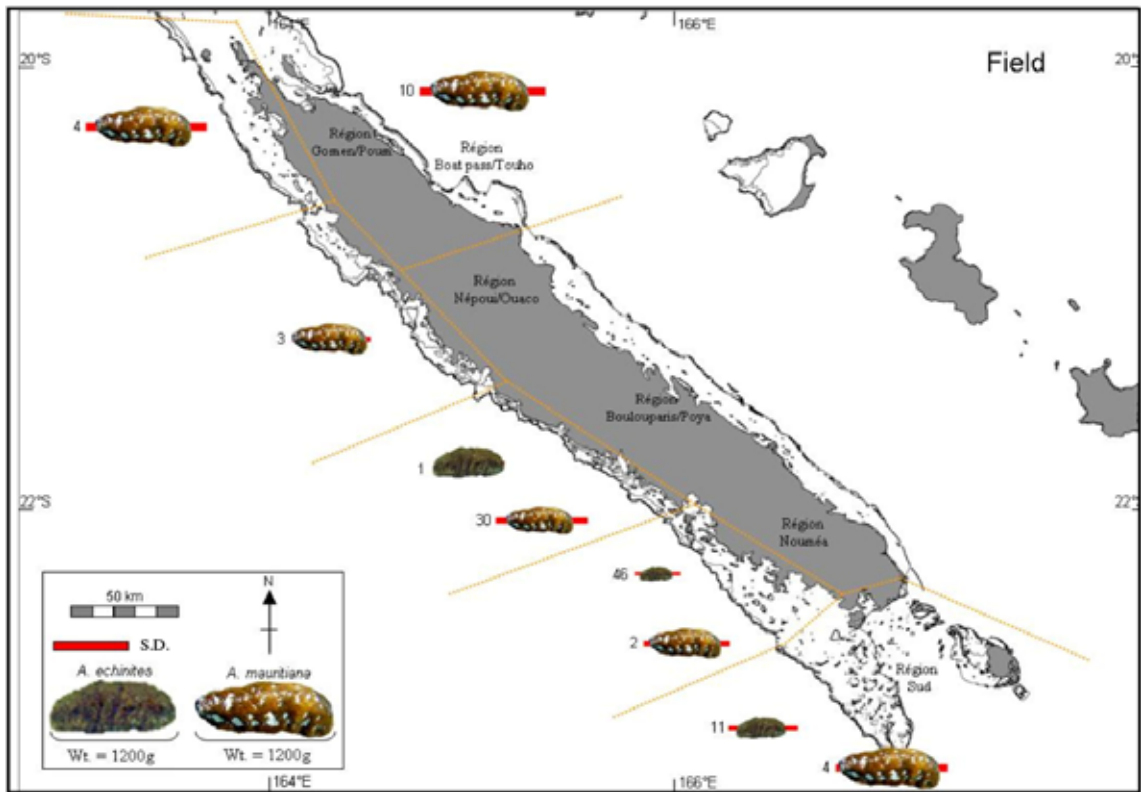 164°E
166°E
20°S
20°
Field
10
4
Région
Gomen/Poum
Région
Boat pass/Touho
Région
Népoui/Ouaco
3
Région
Boulouparis/Poya
1
22°S
22°
30
Région
Nouméa
46
2
Région
Sud
11
4
50 km
N
S.D.
A. echinites
A. mauritiana
Wt. = 1200g
Wt. = 1200g
164°E
166°E